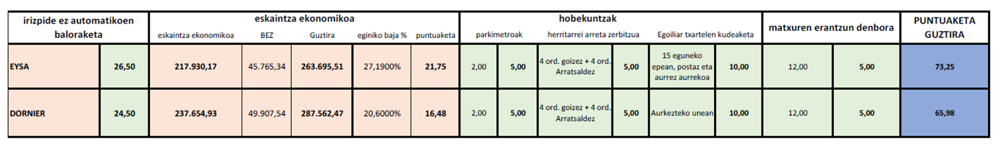 irizpide ez automatikoen baloraketa eskaintza ekonomikoa hobekuntzak matxuren erantzun denbora PUNTUAKETA GUZTIRA
eskaintza ekonomikoa BEZ Guztira eginiko baja % puntuaketa parkimetroak herritarrei arreta zerbitzua Egoiliar txartelen kudeaketa
EYSA 26,50 217.930,17 45.765,34 263.695,51 27,1900% 21,75 2,00 5,00 4 ord. goizez + 4 ord. Arratsaldez 5,00 15 eguneko epean, postaz eta aurrez aurrekoa 10,00 12,00 5,00 73,25
DORNIER 24,50 237.654,93 49.907,54 287.562,47 20,6000% 16,48 2,00 5,00 4 ord. goizez + 4 ord. Arratsaldez 5,00 Aurkezteko unean 10,00 12,00 5,00 65,98